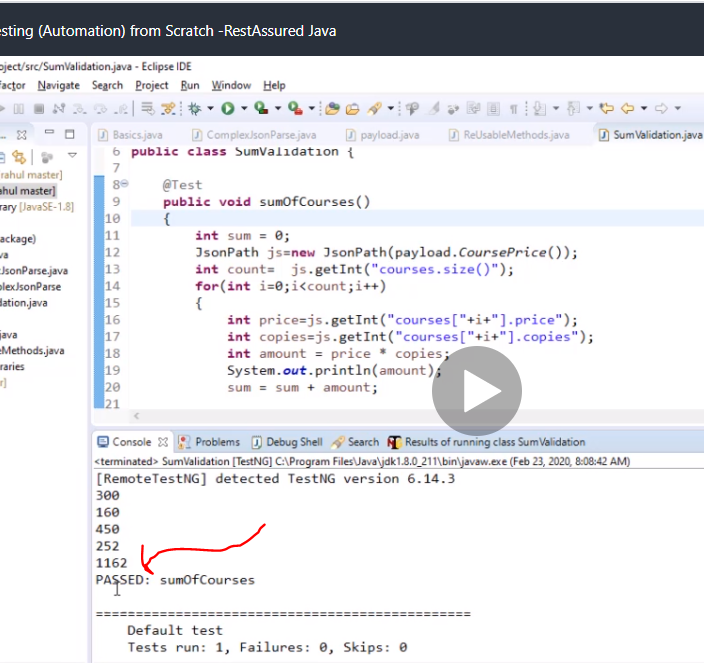 esting (Automation) from Scratch -RestAssured Java
oject/src/SumValidation.java - Eclipse IDE
factor Navigate Search Project Run Window Help
Basics.java ComplexJsonParse.java payload.java ReUsableMethods.java SumValidation.java
rahul master]
hul master]
rary [JavaSE-1.8]
ackage)
va
JsonParse.java
plexJsonParse
dation.java
java
eMethods.java
raries
r]
6 public class SumValidation {
7
8 @Test
9 public void sumOfCourses()
10 {
11 int sum = 0;
12 JsonPath js=new JsonPath(payload.CoursePrice());
13 int count= js.getInt("courses.size()");
14 for(int i=0;i<count;i++)
15 {
16 int price=js.getInt("courses["+i+"].price");
17 int copies=js.getInt("courses["+i+"].copies");
18 int amount = price * copies;
19 System.out.println(amount);
20 sum = sum + amount;
21
Console Problems Debug Shell Search Results of running class SumValidation
<terminated> SumValidation [TestNG] C:\Program Files\Java\jdk1.8.0_211\bin\javaw.exe (Feb 23, 2020, 8:08:42 AM)
[RemoteTestNG] detected TestNG version 6.14.3
300
160
450
252
1162
PASSED: sumOfCourses
===============================================
Default test
Tests run: 1, Failures: 0, Skips: 0